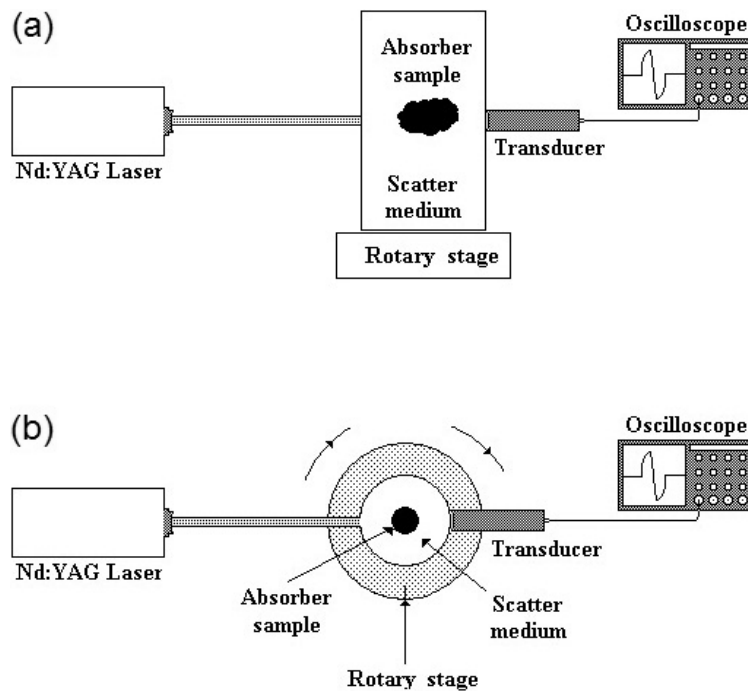 (a)
Oscilloscope
Absorber
sample
Transducer
Nd:YAG Laser
Scatter
medium
Rotary stage
(b)
Oscilloscope
Transducer
Nd:YAG Laser
Absorber
sample
Scatter
medium
Rotary stage